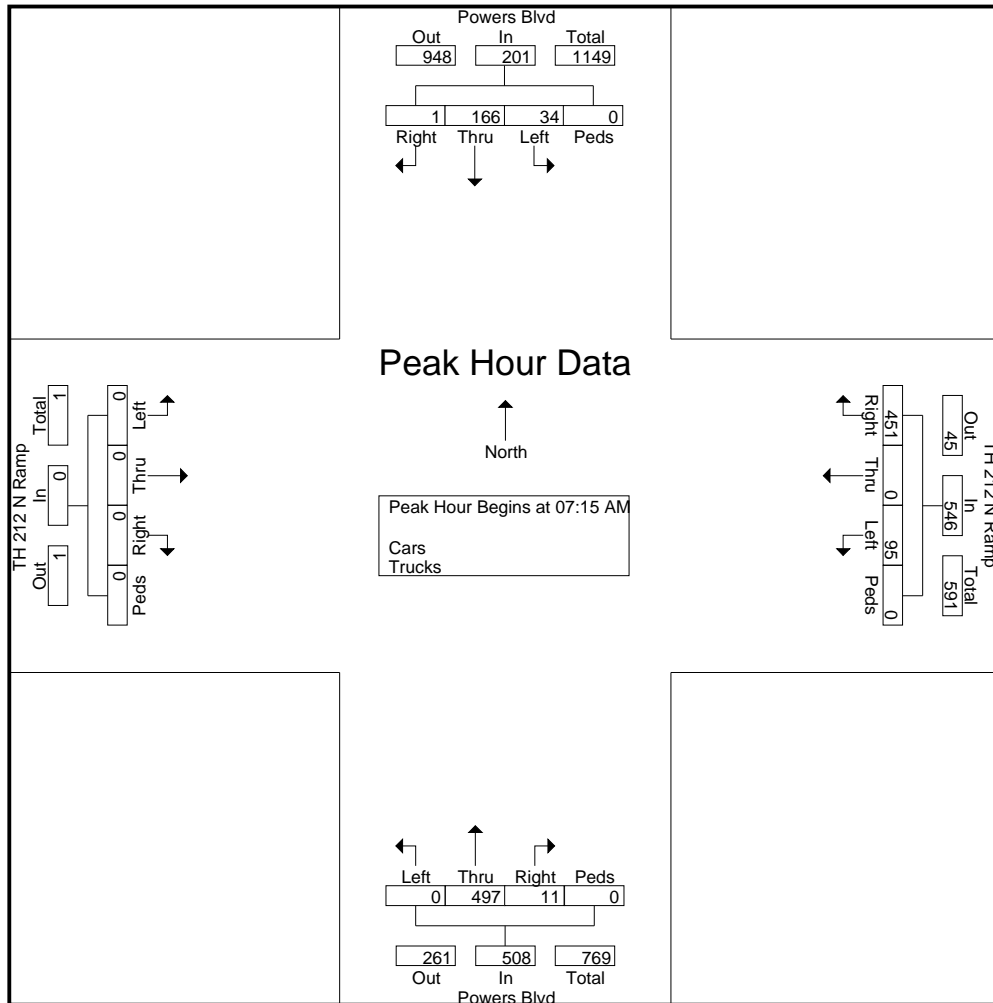 Powers Blvd
Out In Total
948 201 1149
1 166 34 0
Right Thru Left Peds
Peak Hour Data
North
Peak Hour Begins at 07:15 AM
Cars
Trucks
TH 212 N Ramp
Out In Total
1 0 1
Left Thru Right Peds
0 0 0 0
TH 212 N Ramp
Out In Total
45 546 591
Right Thru Left Peds
451 0 95 0
Left Thru Right Peds
0 497 11 0
261 508 769
Out In Total
Powers Blvd